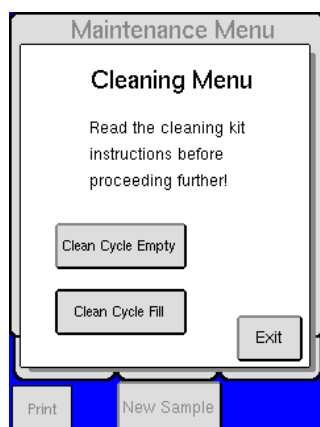 Maintenance Menu
Cleaning Menu
Read the cleaning kit
instructions before
proceeding further!
Clean Cycle Empty
Clean Cycle Fill
Exit
Print
New Sample